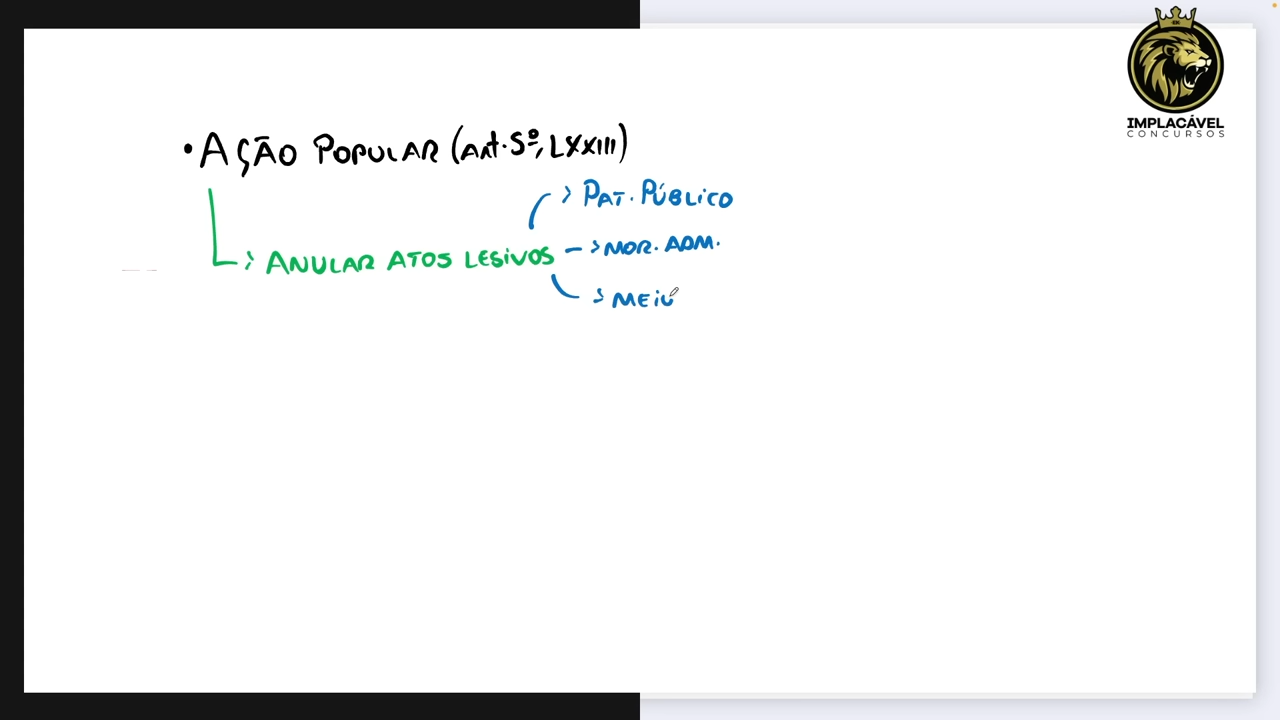 IMPLACÁVEL
CONCURSOS
• AÇÃO POPULAR (ART. 5º, LXXIII)
> PAT. PÚBLICO
> ANULAR ATOS LESIVOS
> MOR. ADM.
> MEIO